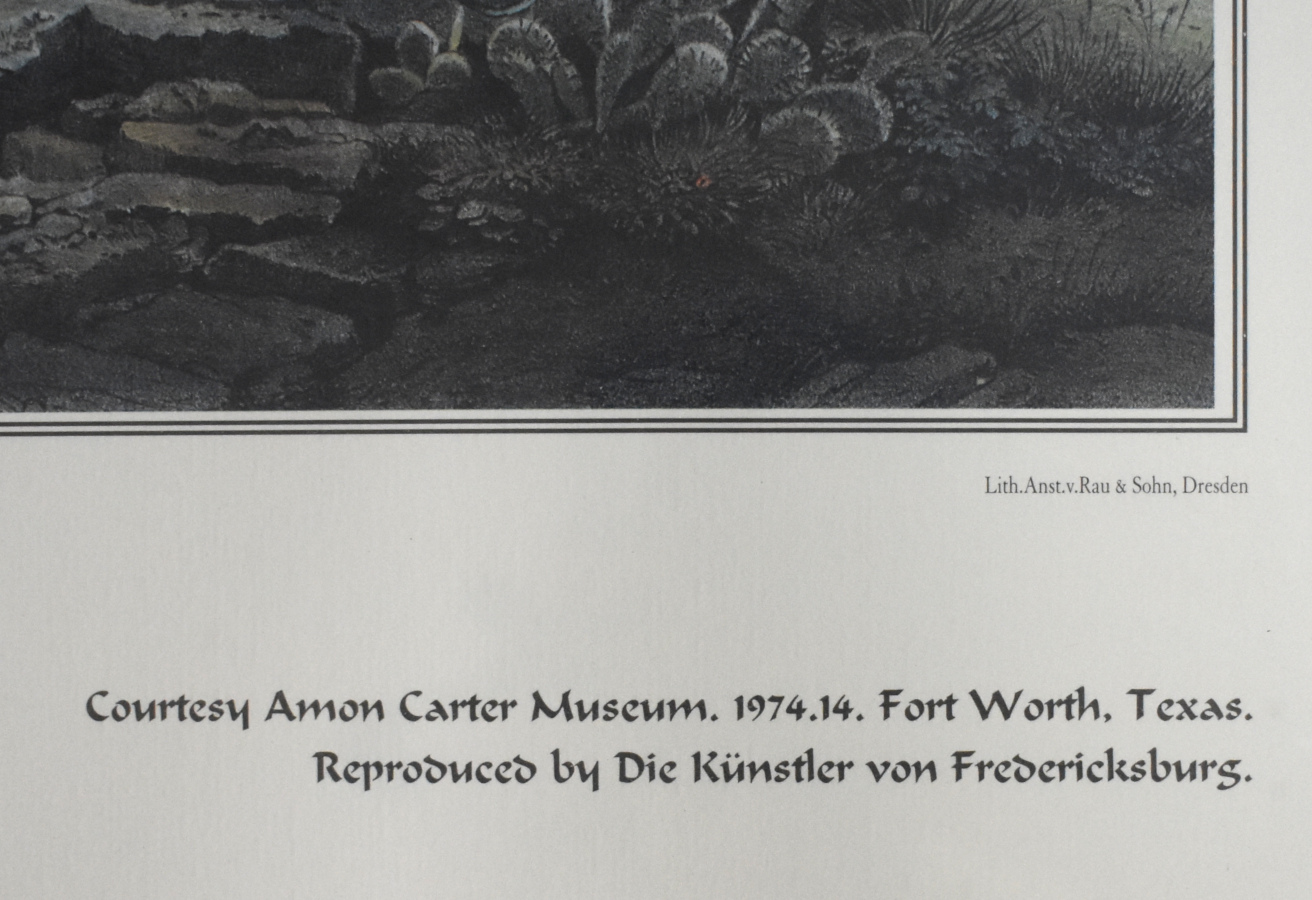 Lith.Anst.v.Rau & Sohn, Dresden
Courtesy Amon Carter Museum. 1974.14. Fort Worth, Texas.
Reproduced by Die Künstler von Fredericksburg.